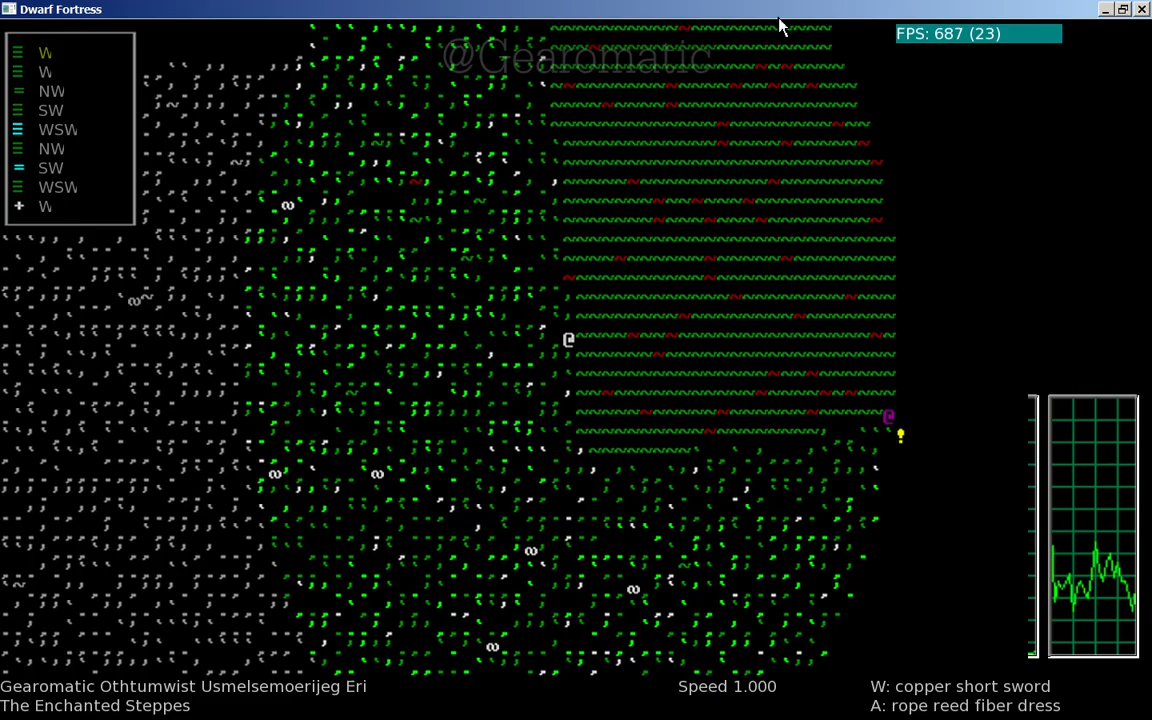 Dwarf Fortress
FPS: 687 (23)
@Gearomatic
W
W
NW
SW
WSW
NW
SW
WSW
W
Gearomatic Othtumwist Usmelsemoerijeg Eri
The Enchanted Steppes
Speed 1.000
W: copper short sword
A: rope reed fiber dress